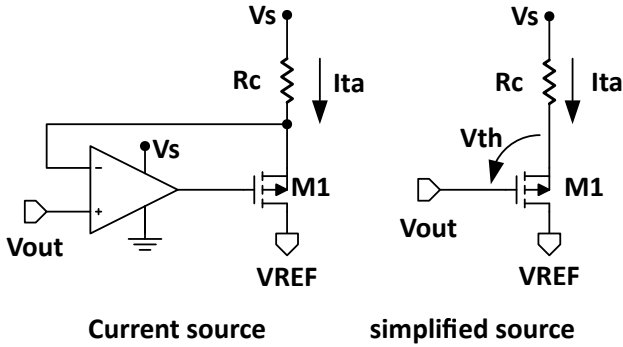 Vs
Vs
Rc
Ita
Rc
Ita
Vth
-
Vs
M1
M1
+
Vout
Vout
VREF
VREF
Current source
simplified source